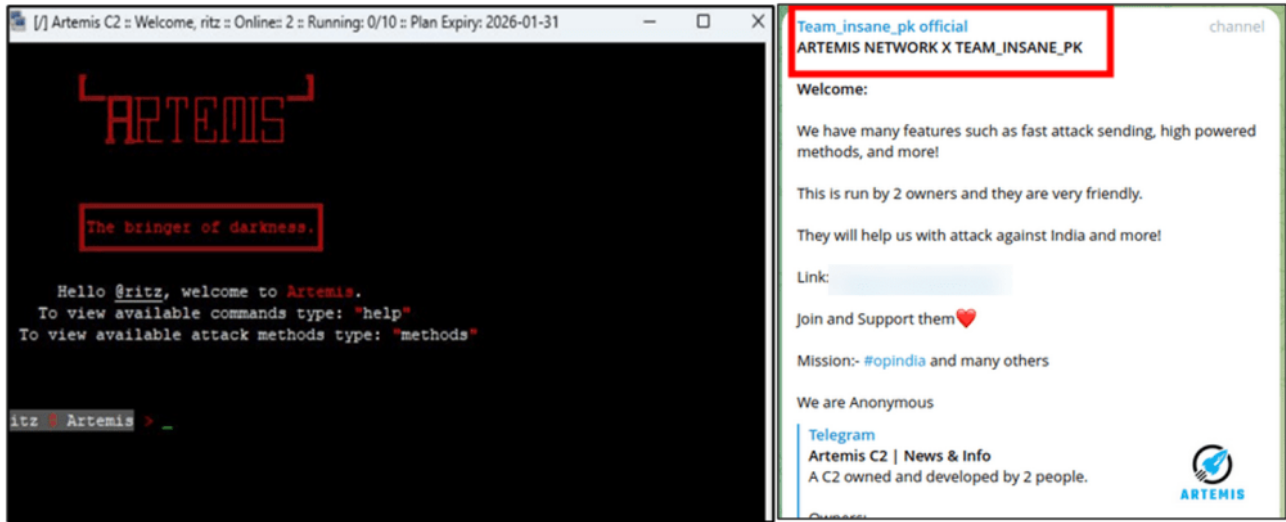 [/] Artemis C2 :: Welcome, ritz :: Online:: 2 :: Running: 0/10 :: Plan Expiry: 2026-01-31
ARTEMIS
The bringer of darkness.
Hello @ritz, welcome to Artemis.
To view available commands type: "help"
To view available attack methods type: "methods"
itz Artemis > _
Team_insane_pk official
channel
ARTEMIS NETWORK X TEAM_INSANE_PK
Welcome:
We have many features such as fast attack sending, high powered
methods, and more!
This is run by 2 owners and they are very friendly.
They will help us with attack against India and more!
Link:
Join and Support them❤️
Mission:- #opindia and many others
We are Anonymous
Telegram
Artemis C2 | News & Info
A C2 owned and developed by 2 people.
ARTEMIS